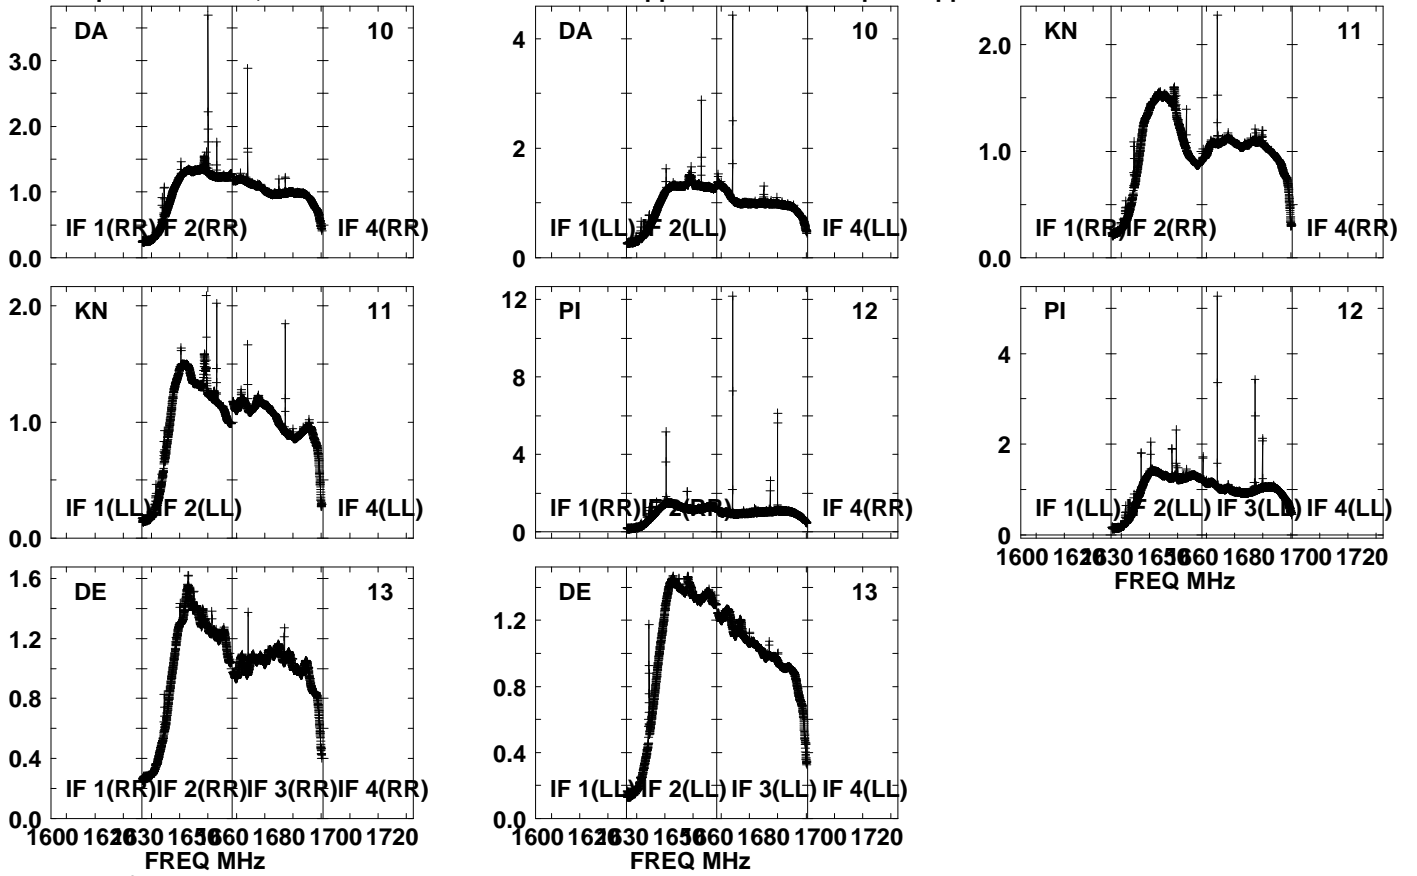 DA 10 DA 10 KN 11
3.0 4 2.0
2.0 2 1.0
1.0
IF 1(RR) IF 2(RR) IF 4(RR) IF 1(LL) IF 2(LL) IF 4(LL) IF 1(RR) IF 2(RR) IF 4(RR)
0.0 0 0.0
KN 11 PI 12 PI 12
2.0 12 4
1.0 8 2
4
IF 1(LL) IF 2(LL) IF 4(LL) IF 1(RR) IF 2(RR) IF 4(RR) IF 1(LL) IF 2(LL) IF 3(LL) IF 4(LL)
0.0 0 0
1600 1620 1630 1650 1660 1680 1700 1720
FREQ MHz
DE 13 DE 13
1.6 1.2
1.2 0.8
0.8 0.4
0.4
IF 1(RR) IF 2(RR) IF 3(RR) IF 4(RR) IF 1(LL) IF 2(LL) IF 3(LL) IF 4(LL)
0.0 0.0
1600 1630 1660 1680 1700 1720 1600 1630 1660 1680 1700 1720
FREQ MHz FREQ MHz